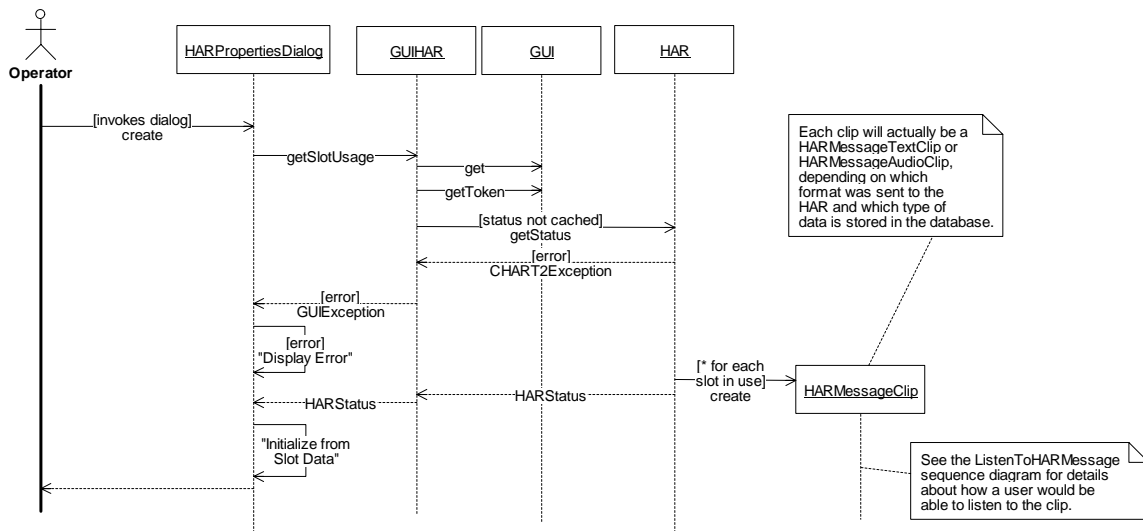 Operator
HARPropertiesDialog
GUIHAR
GUI
HAR
[invokes dialog]
create
Each clip will actually be a
HARMessageTextClip or
HARMessageAudioClip,
depending on which
format was sent to the
HAR and which type of
data is stored in the database.
getSlotUsage
get
getToken
[status not cached]
getStatus
[error]
CHART2Exception
[error]
GUIException
[error]
"Display Error"
[* for each
slot in use]
create
HARMessageClip
HARStatus
HARStatus
"Initialize from
Slot Data"
See the ListenToHARMessage
sequence diagram for details
about how a user would be
able to listen to the clip.